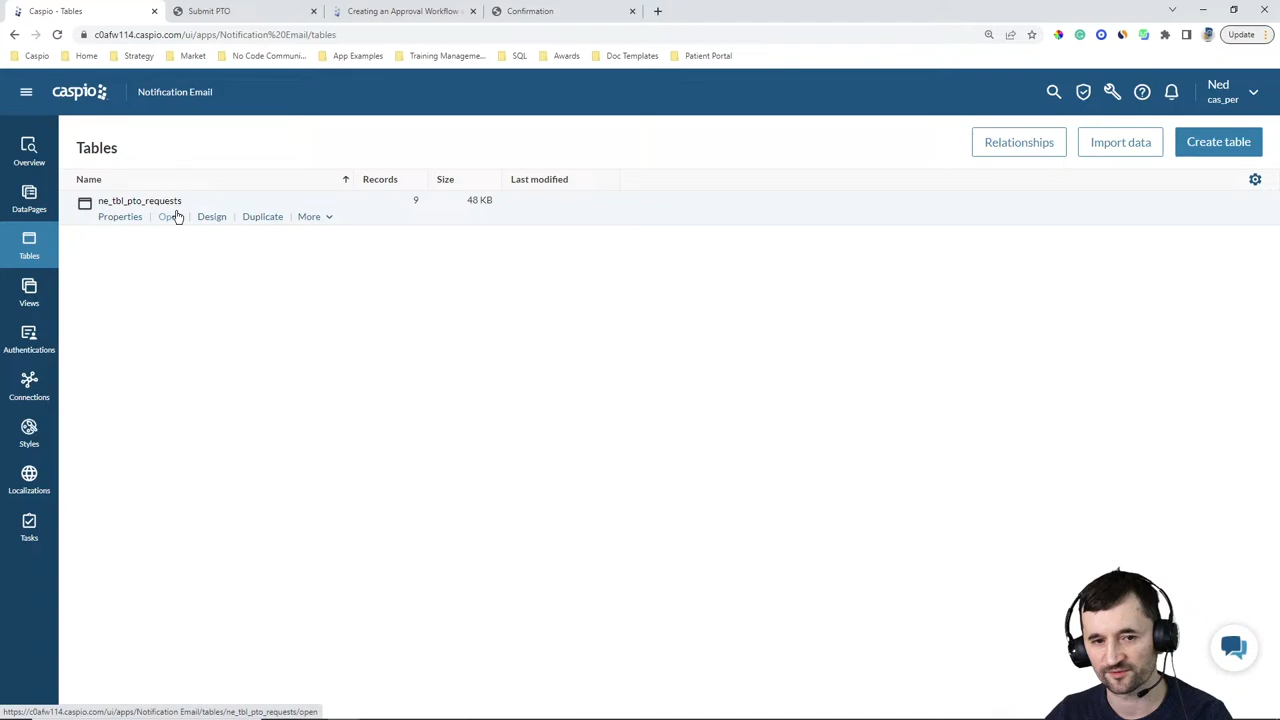 Caspio - Tables
Submit PTO
Creating an Approval Workflow
Confirmation
c0afw114.caspio.com/ui/apps/Notification%20Email/tables
Update
Caspio
Home
Strategy
Market
No Code Communi...
App Examples
Training Manageme...
SQL
Awards
Doc Templates
Patient Portal
caspio
Notification Email
Ned
cas_per
Overview
DataPages
Tables
Views
Authentications
Connections
Styles
Localizations
Tasks
Tables
Relationships
Import data
Create table
Name
Records
Size
Last modified
ne_tbl_pto_requests
9
48 KB
Properties
Design
Duplicate
More
https://c0afw114.caspio.com/ui/apps/Notification Email/tables/ne_tbl_pto_requests/open